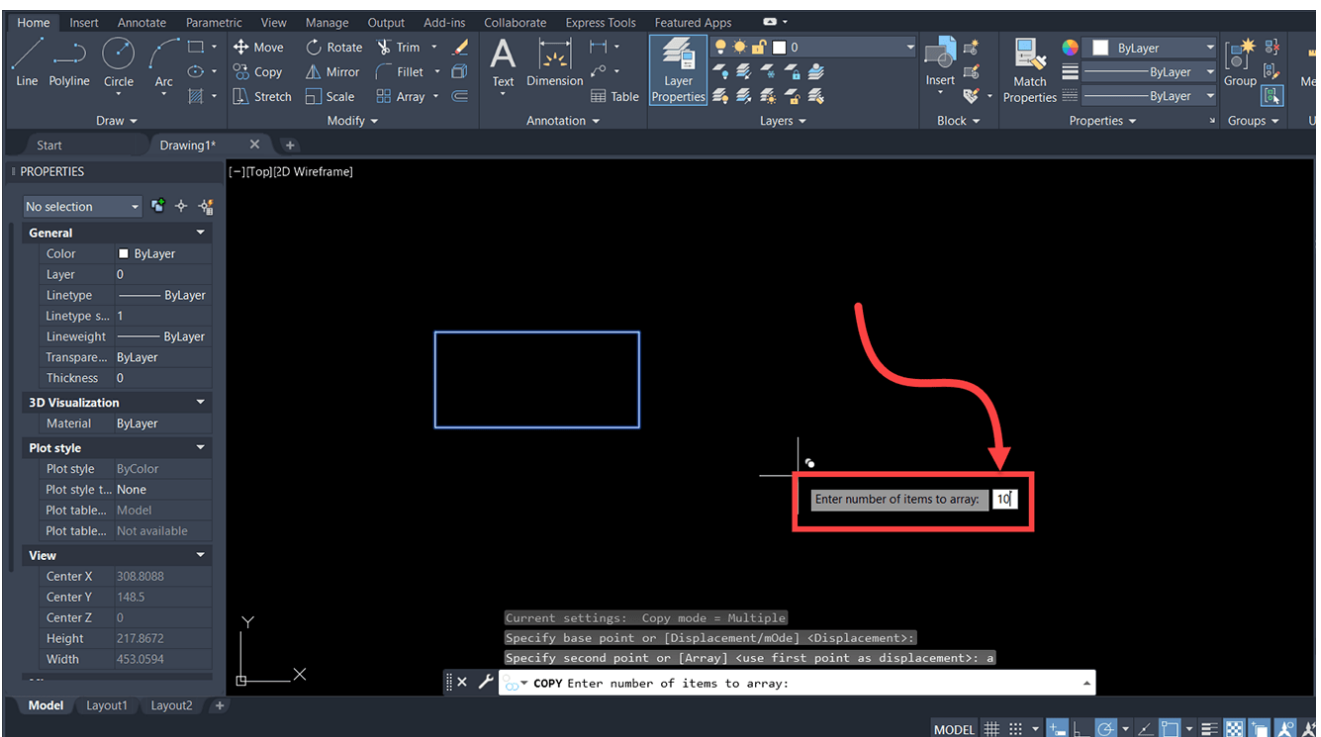 Home Insert Annotate Parametric View Manage Output Add-ins Collaborate Express Tools Featured Apps
Move Rotate Trim 0 ByLayer
Line Polyline Circle Arc Copy Mirror Fillet Text Dimension Layer Properties Insert Match Properties ByLayer Group
Stretch Scale Array Table ByLayer
Draw Modify Annotation Layers Block Properties Groups
Start Drawing1* +
PROPERTIES [−][Top][2D Wireframe]
No selection
General
Color ByLayer
Layer 0
Linetype ByLayer
Linetype s... 1
Lineweight ByLayer
Transpare... ByLayer
Thickness 0
3D Visualization
Material ByLayer
Plot style
Plot style ByColor
Plot style t... None
Plot table... Model
Plot table... Not available
View
Center X 308.8088
Center Y 148.5
Center Z 0
Height 217.8672
Width 453.0594
Enter number of items to array: 10
Y
X
Current settings: Copy mode = Multiple
Specify base point or [Displacement/mOde] <Displacement>:
Specify second point or [Array] <use first point as displacement>: a
COPY Enter number of items to array:
Model Layout1 Layout2 +
MODEL